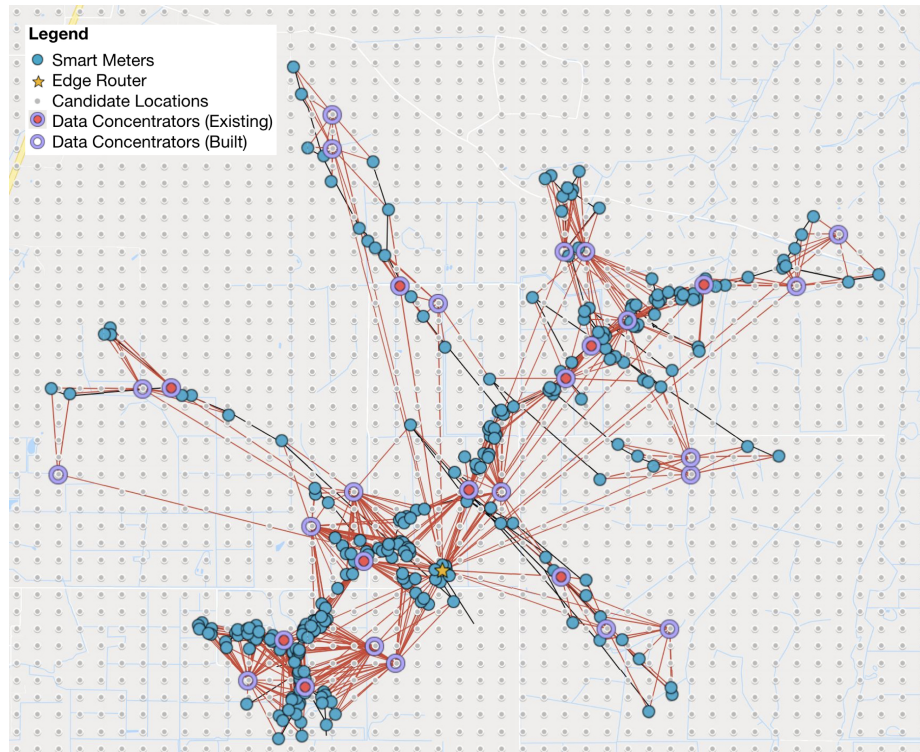 Legend
Smart Meters
Edge Router
Candidate Locations
Data Concentrators (Existing)
Data Concentrators (Built)